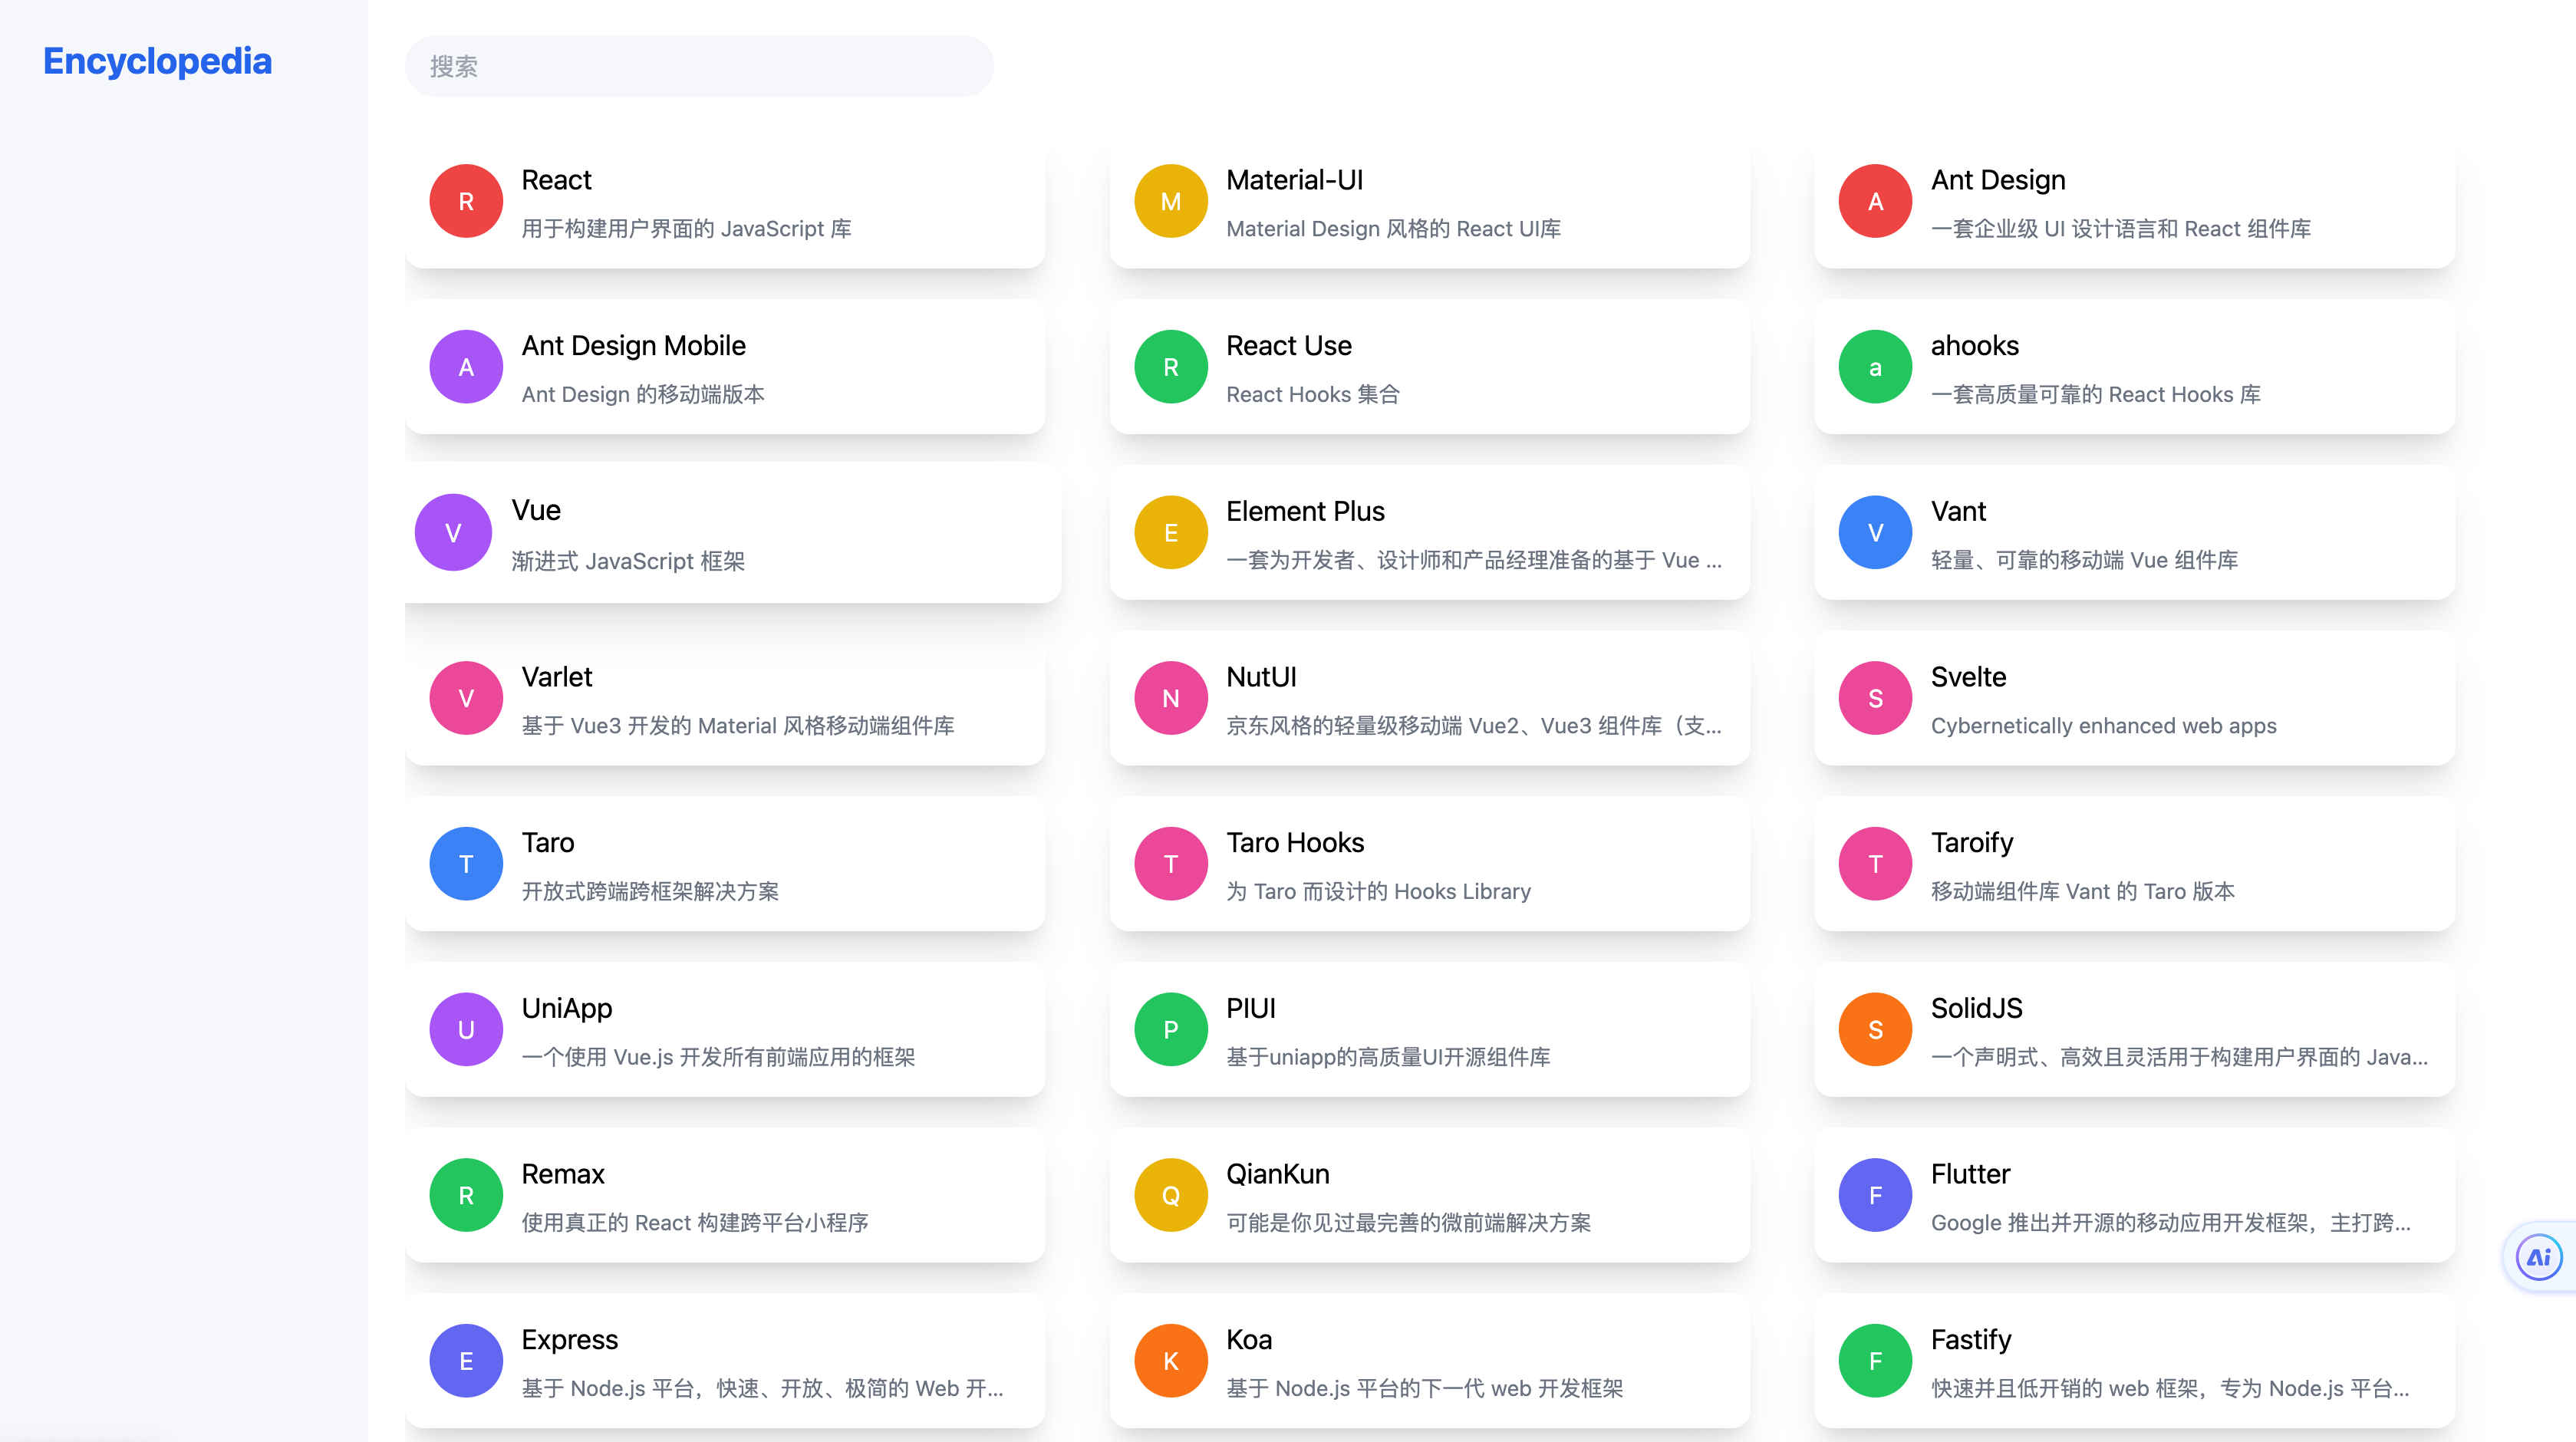 Encyclopedia
搜索
R
React
用于构建用户界面的 JavaScript 库
M
Material-UI
Material Design 风格的 React UI库
A
Ant Design
一套企业级 UI 设计语言和 React 组件库
A
Ant Design Mobile
Ant Design 的移动端版本
R
React Use
React Hooks 集合
a
ahooks
一套高质量可靠的 React Hooks 库
V
Vue
渐进式 JavaScript 框架
E
Element Plus
一套为开发者、设计师和产品经理准备的基于 Vue ...
V
Vant
轻量、可靠的移动端 Vue 组件库
V
Varlet
基于 Vue3 开发的 Material 风格移动端组件库
N
NutUI
京东风格的轻量级移动端 Vue2、Vue3 组件库（支...
S
Svelte
Cybernetically enhanced web apps
T
Taro
开放式跨端跨框架解决方案
T
Taro Hooks
为 Taro 而设计的 Hooks Library
T
Taroify
移动端组件库 Vant 的 Taro 版本
U
UniApp
一个使用 Vue.js 开发所有前端应用的框架
P
PIUI
基于uniapp的高质量UI开源组件库
S
SolidJS
一个声明式、高效且灵活用于构建用户界面的 Java...
R
Remax
使用真正的 React 构建跨平台小程序
Q
QianKun
可能是你见过最完善的微前端解决方案
F
Flutter
Google 推出并开源的移动应用开发框架，主打跨...
Ai
E
Express
基于 Node.js 平台，快速、开放、极简的 Web 开...
K
Koa
基于 Node.js 平台的下一代 web 开发框架
F
Fastify
快速并且低开销的 web 框架，专为 Node.js 平台...